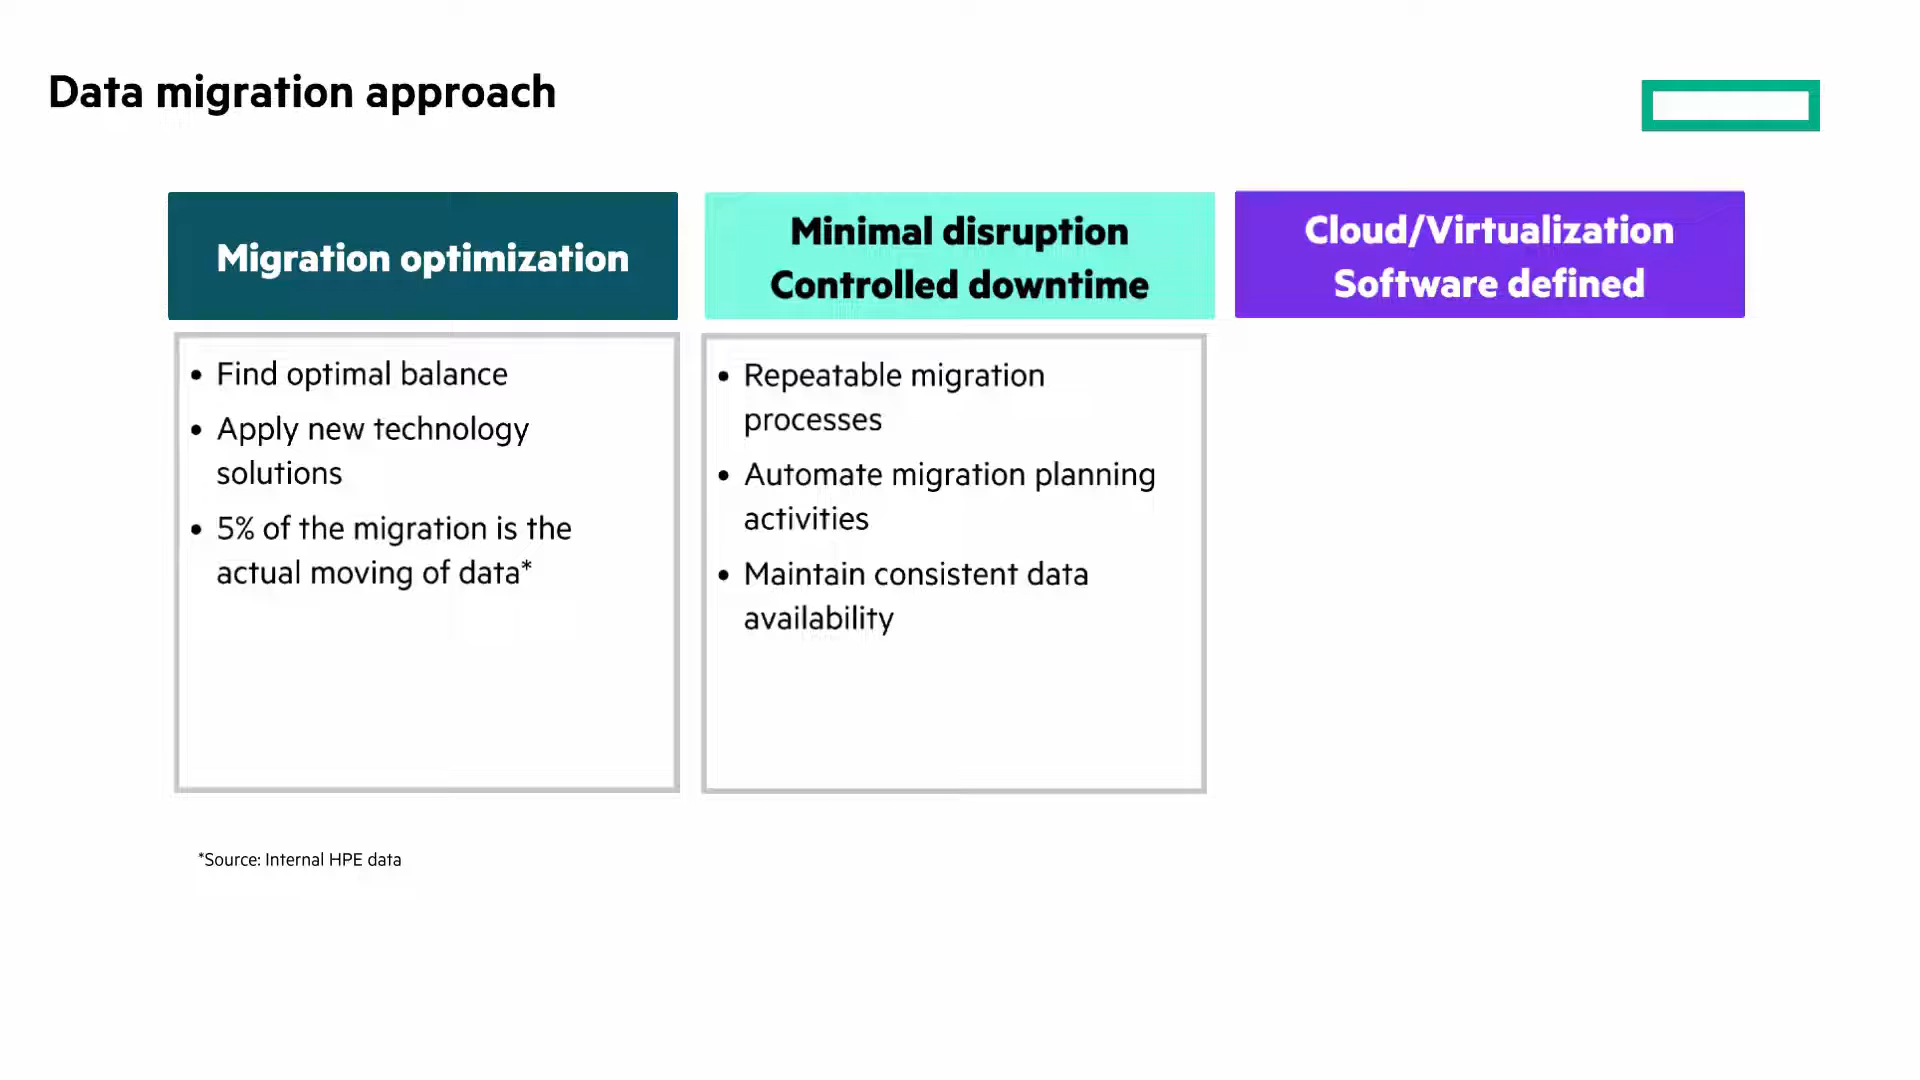 Data migration approach
Migration optimization
• Find optimal balance
• Apply new technology
solutions
• 5% of the migration is the
actual moving of data*
Minimal disruption
Controlled downtime
• Repeatable migration
processes
• Automate migration planning
activities
• Maintain consistent data
availability
Cloud/Virtualization
Software defined
*Source: Internal HPE data